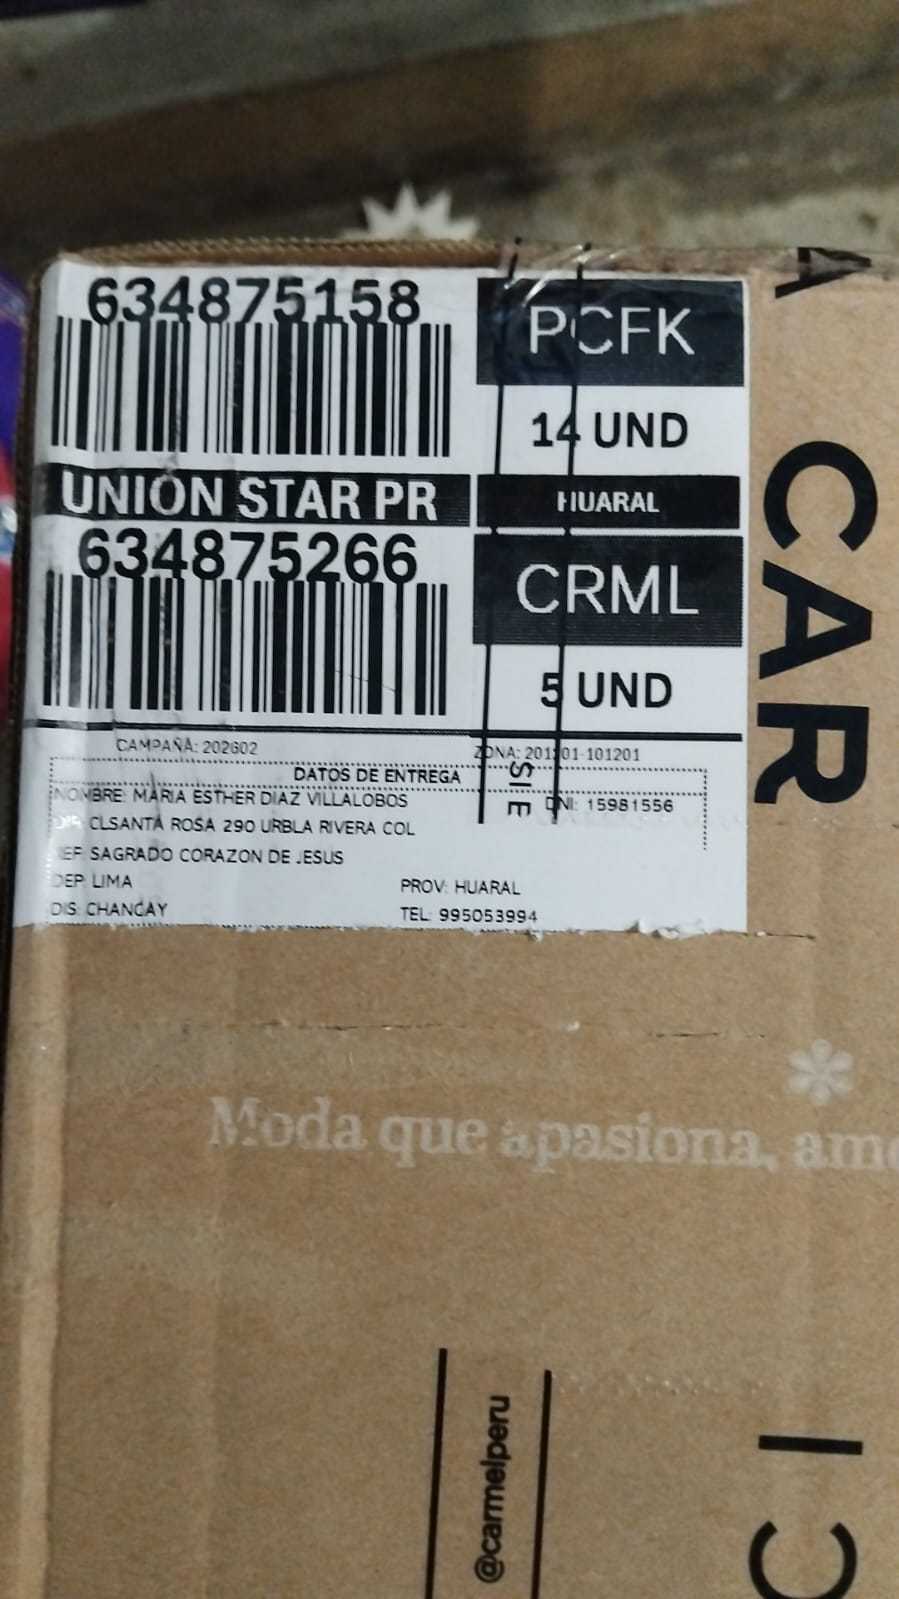 634875158
PCFK
14 UND
UNION STAR PR
HUARAL
634875266
CRML
5 UND
CAMPAÑA: 202602
ZONA: 201201-101201
DATOS DE ENTREGA
NOMBRE: MARIA ESTHER DIAZ VILLALOBOS
DNI: 15981556
CLSANTA ROSA 290 URBLA RIVERA COL
REF: SAGRADO CORAZON DE JESUS
DEP: LIMA
PROV: HUARAL
DIS: CHANCAY
TEL: 995053994
CAR
Moda que apasiona,
@carmelperu